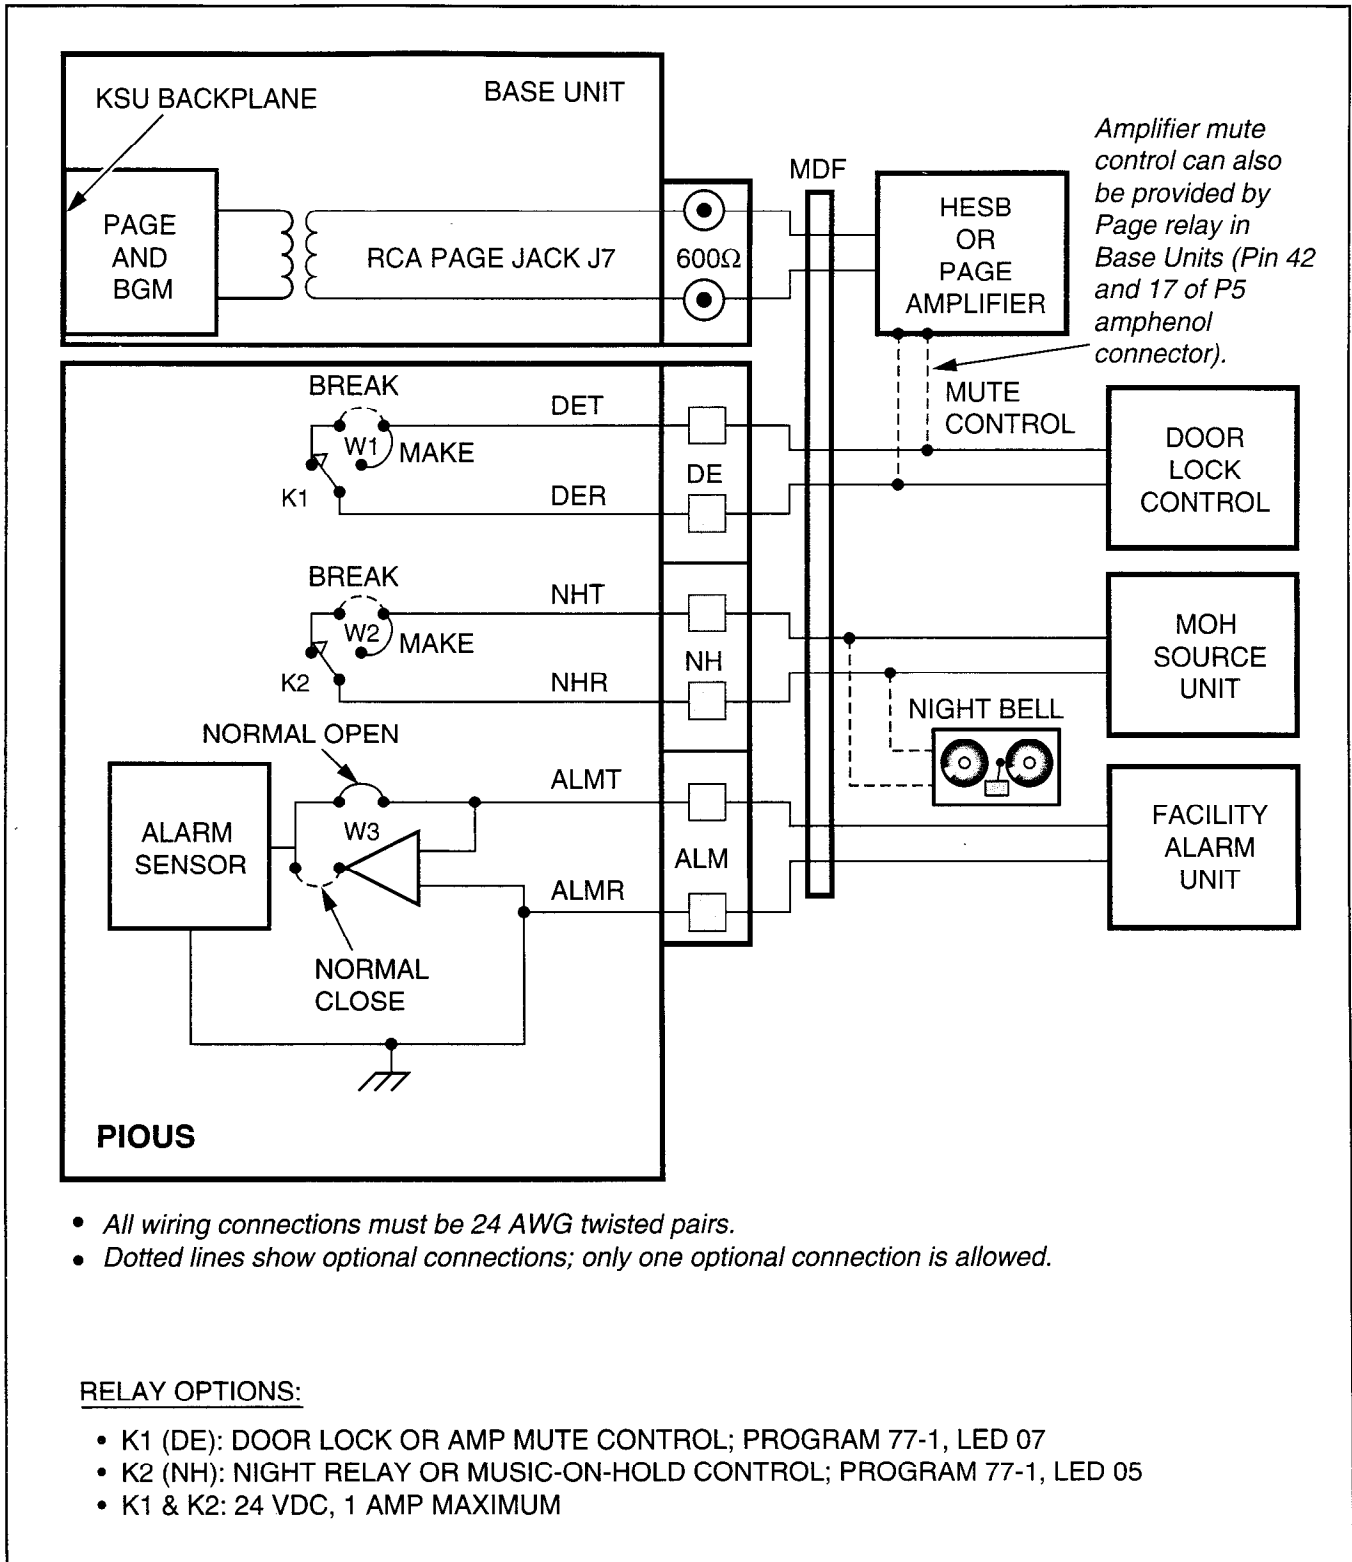 KSU BACKPLANE
BASE UNIT
PAGE
AND
BGM
RCA PAGE JACK J7
600Ω
MDF
HESB
OR
PAGE
AMPLIFIER
Amplifier mute
control can also
be provided by
Page relay in
Base Units (Pin 42
and 17 of P5
amphenol
connector).
BREAK
W1
MAKE
K1
DET
DER
DE
MUTE
CONTROL
DOOR
LOCK
CONTROL
BREAK
W2
MAKE
K2
NHT
NHR
NH
MOH
SOURCE
UNIT
NIGHT BELL
NORMAL OPEN
ALARM
SENSOR
W3
ALMT
ALM
ALMR
FACILITY
ALARM
UNIT
NORMAL
CLOSE
PIOUS
• All wiring connections must be 24 AWG twisted pairs.
• Dotted lines show optional connections; only one optional connection is allowed.
RELAY OPTIONS:
• K1 (DE): DOOR LOCK OR AMP MUTE CONTROL; PROGRAM 77-1, LED 07
• K2 (NH): NIGHT RELAY OR MUSIC-ON-HOLD CONTROL; PROGRAM 77-1, LED 05
• K1 & K2: 24 VDC, 1 AMP MAXIMUM